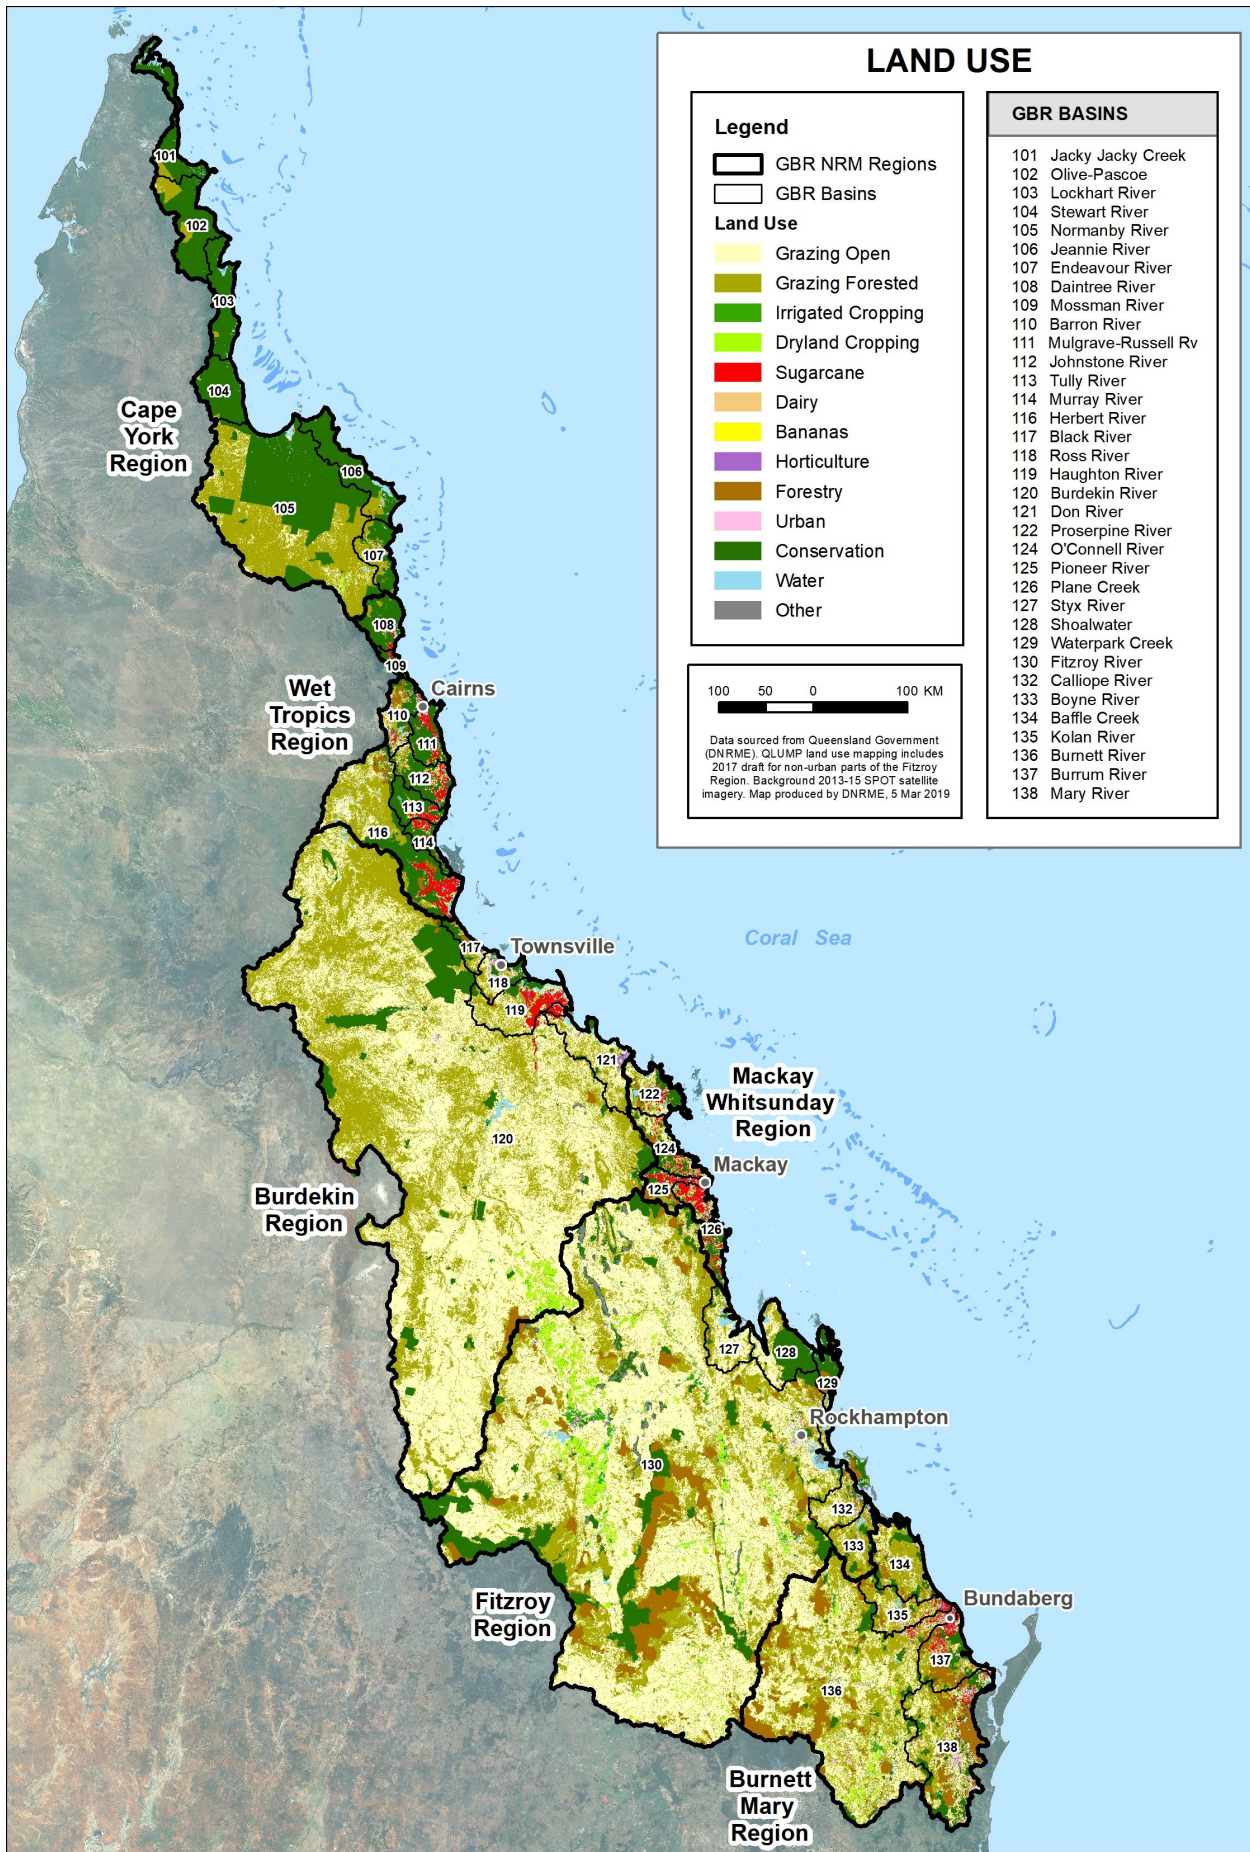 LAND USE
Legend
GBR NRM Regions
GBR Basins
Land Use
Grazing Open
Grazing Forested
Irrigated Cropping
Dryland Cropping
Sugarcane
Dairy
Bananas
Horticulture
Forestry
Urban
Conservation
Water
Other
100 50 0 100 KM
Data sourced from Queensland Government
(DNRME). QLUMP land use mapping includes
2017 draft for non-urban parts of the Fitzroy
Region. Background 2013-15 SPOT satellite
imagery. Map produced by DNRME, 5 Mar 2019
GBR BASINS
101 Jacky Jacky Creek
102 Olive-Pascoe
103 Lockhart River
104 Stewart River
105 Normanby River
106 Jeannie River
107 Endeavour River
108 Daintree River
109 Mossman River
110 Barron River
111 Mulgrave-Russell Rv
112 Johnstone River
113 Tully River
114 Murray River
116 Herbert River
117 Black River
118 Ross River
119 Haughton River
120 Burdekin River
121 Don River
122 Proserpine River
124 O'Connell River
125 Pioneer River
126 Plane Creek
127 Styx River
128 Shoalwater
129 Waterpark Creek
130 Fitzroy River
132 Calliope River
133 Boyne River
134 Baffle Creek
135 Kolan River
136 Burnett River
137 Burrum River
138 Mary River
101
102
103
104
Cape
York
Region
106
105
107
108
109
Wet
Tropics
Region
Cairns
110
111
112
113
116
114
Coral Sea
117
Townsville
118
119
121
Mackay
Whitsunday
Region
122
120
124
Mackay
125
Burdekin
Region
126
127
128
129
Rockhampton
130
132
133
134
Fitzroy
Region
Bundaberg
135
137
136
138
Burnett
Mary
Region